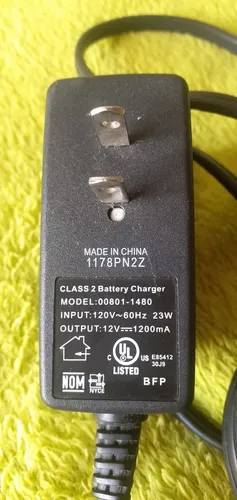 MADE IN CHINA
1178PN2Z
CLASS 2 Battery Charger
MODEL:00801-1480
INPUT:120V~60Hz 23W
OUTPUT:12V⎓1200mA
C UL US E85412
LISTED 30J9
NOM NYCE BFP